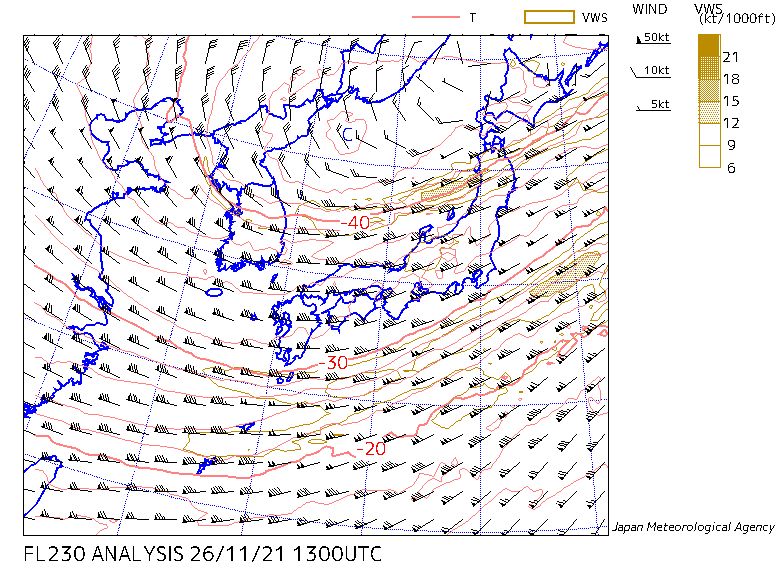 T VWS
WIND
50kt
10kt
5kt
VWS
(kt/1000ft)
21
18
15
12
9
6
C
-40
-30
-20
Japan Meteorological Agency
FL230 ANALYSIS 26/11/21 1300UTC